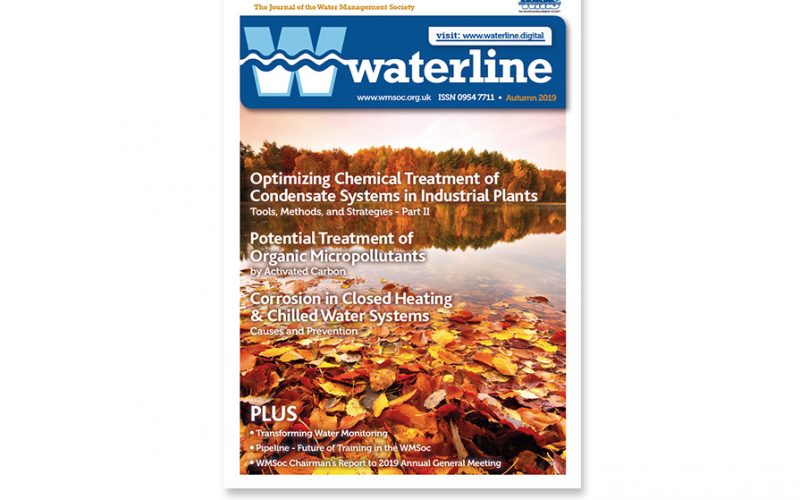 The Journal of the Water Management Society
visit: www.waterline.digital
waterline
www.wmsoc.org.uk ISSN 0954 7711 • Autumn 2019
Optimizing Chemical Treatment of
Condensate Systems in Industrial Plants
Tools, Methods, and Strategies - Part II
Potential Treatment of
Organic Micropollutants
by Activated Carbon
Corrosion in Closed Heating
& Chilled Water Systems
Causes and Prevention
PLUS
• Transforming Water Monitoring
• Pipeline - Future of Training in the WMSoc
• WMSoc Chairman's Report to 2019 Annual General Meeting